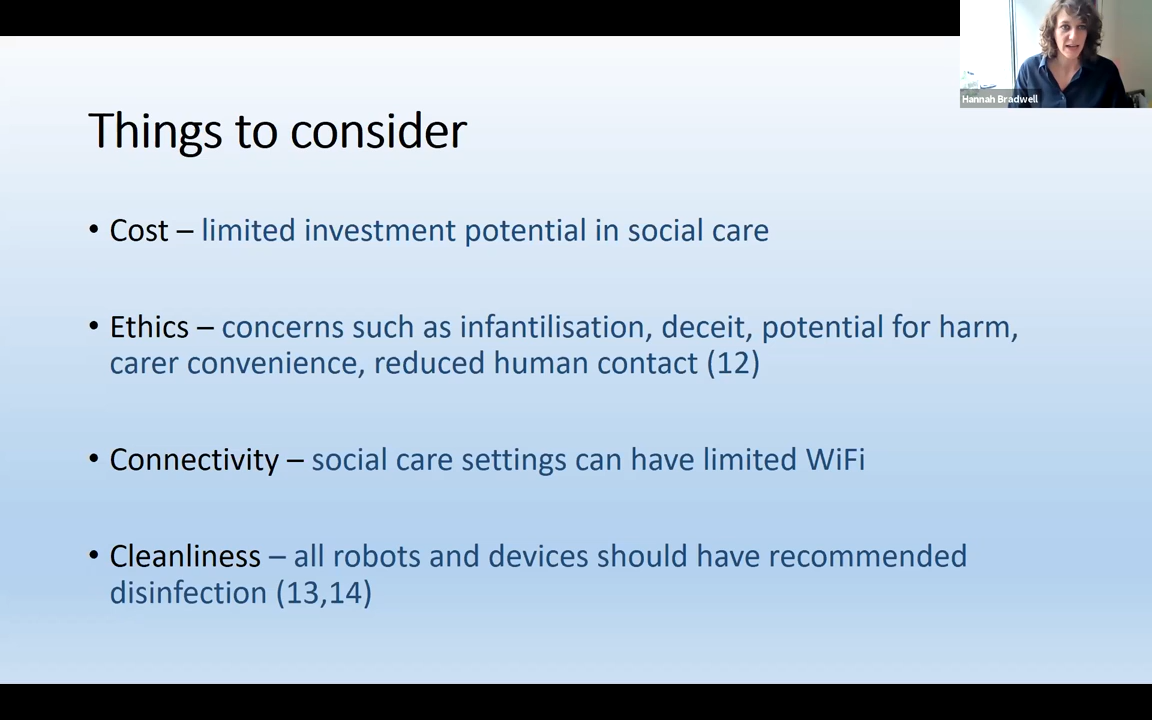 Hannah Bradwell
Things to consider
• Cost – limited investment potential in social care
• Ethics – concerns such as infantilisation, deceit, potential for harm,
carer convenience, reduced human contact (12)
• Connectivity – social care settings can have limited WiFi
• Cleanliness – all robots and devices should have recommended
disinfection (13,14)